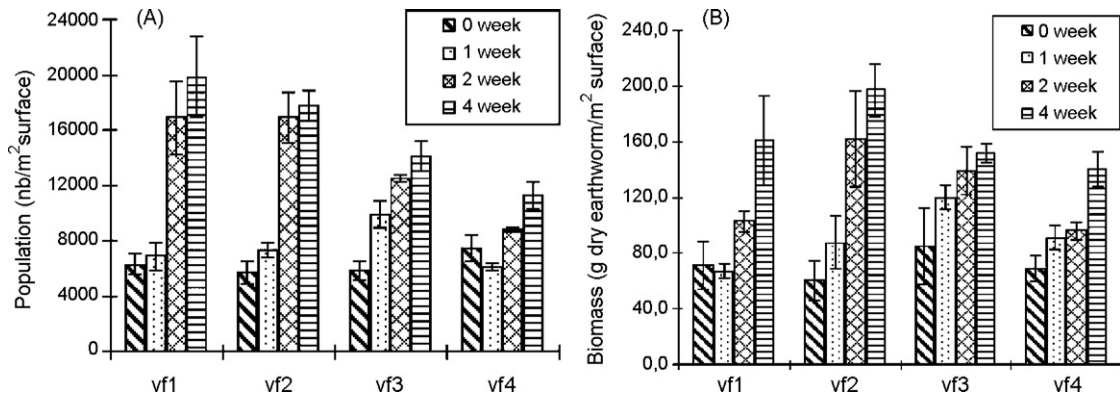 (A)
Population (nb/m² surface)
24000
20000
16000
12000
8000
4000
0
0 week
1 week
2 week
4 week
vf1 vf2 vf3 vf4
(B)
Biomass (g dry earthworm/m² surface)
240,0
200,0
160,0
120,0
80,0
40,0
0,0
0 week
1 week
2 week
4 week
vf1 vf2 vf3 vf4